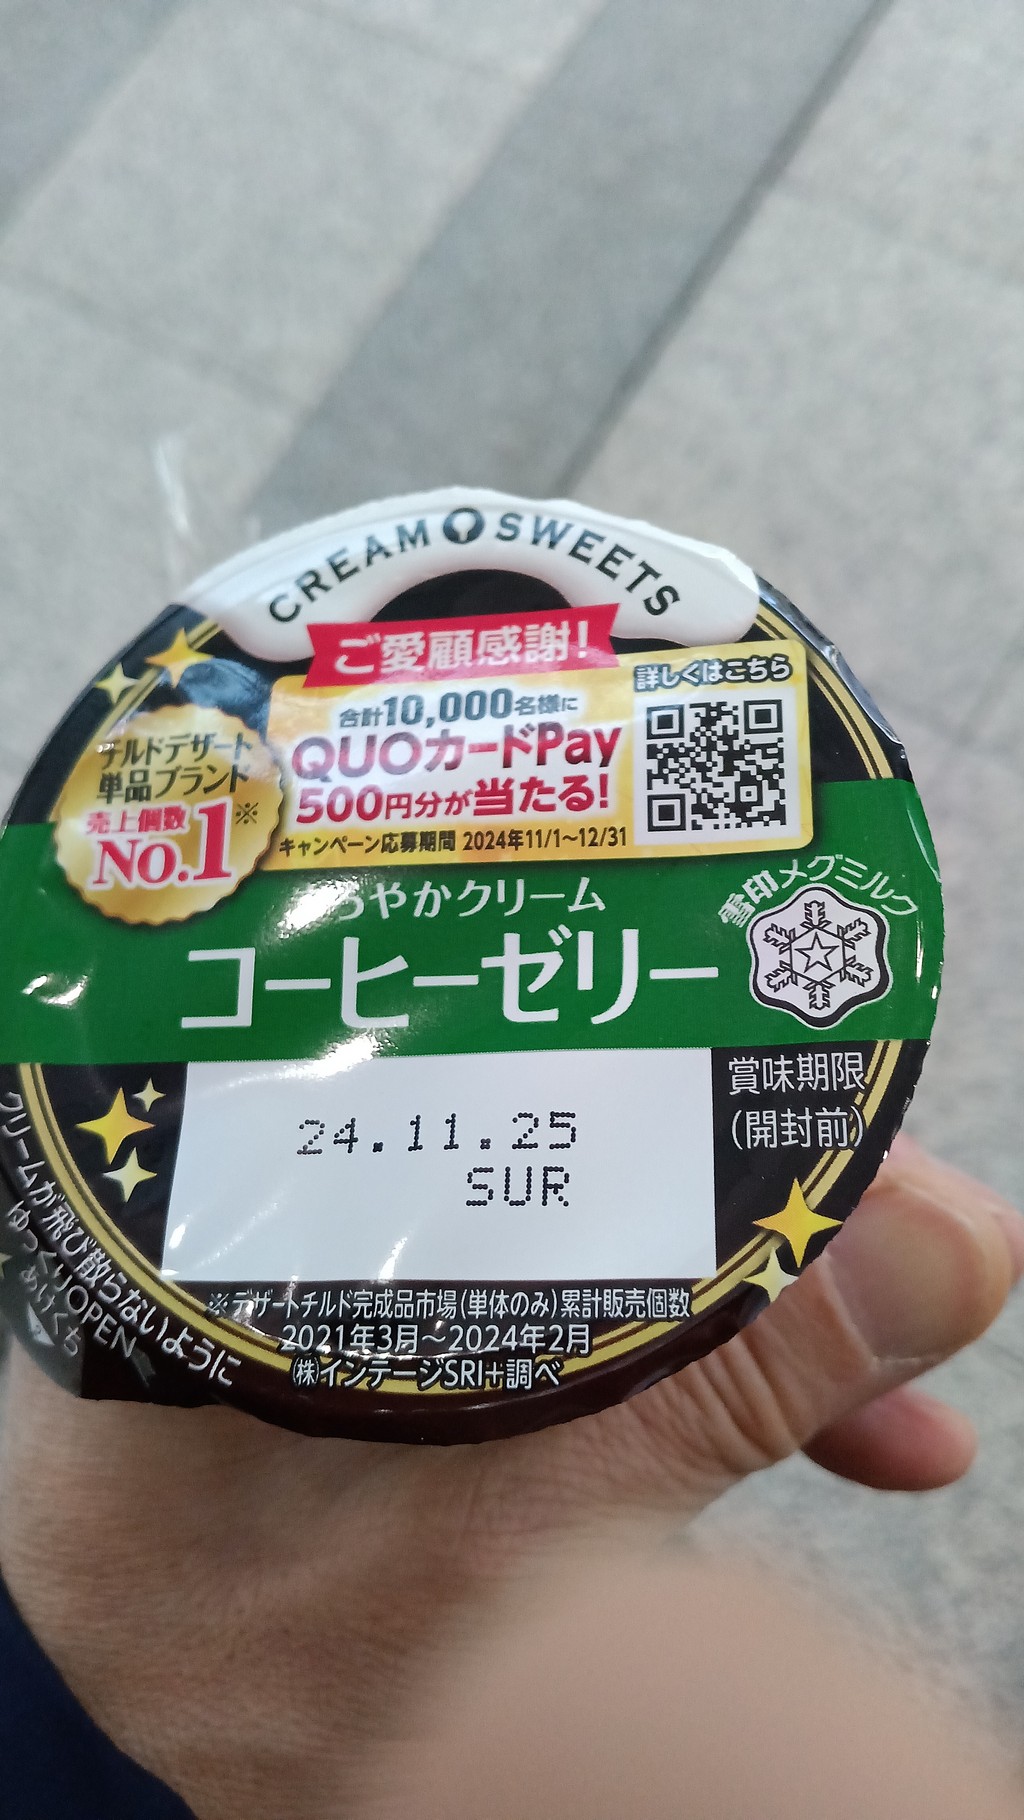 CREAM SWEETS
ご愛顧感謝!
詳しくはこちら
合計10,000名様に
QUOカードPay
500円分が当たる!
キャンペーン応募期間 2024年11/1〜12/31
チルドデザート
単品ブランド
売上個数
No.1※
ろやかクリーム
コーヒーゼリー
雪印メグミルク
賞味期限
(開封前)
24.11.25
SUR
クリームが飛び散らないように
ゆっくりOPEN
あけくち
※デザートチルド完成品市場(単体のみ)累計販売個数
2021年3月〜2024年2月
㈱インテージSRI+調べ